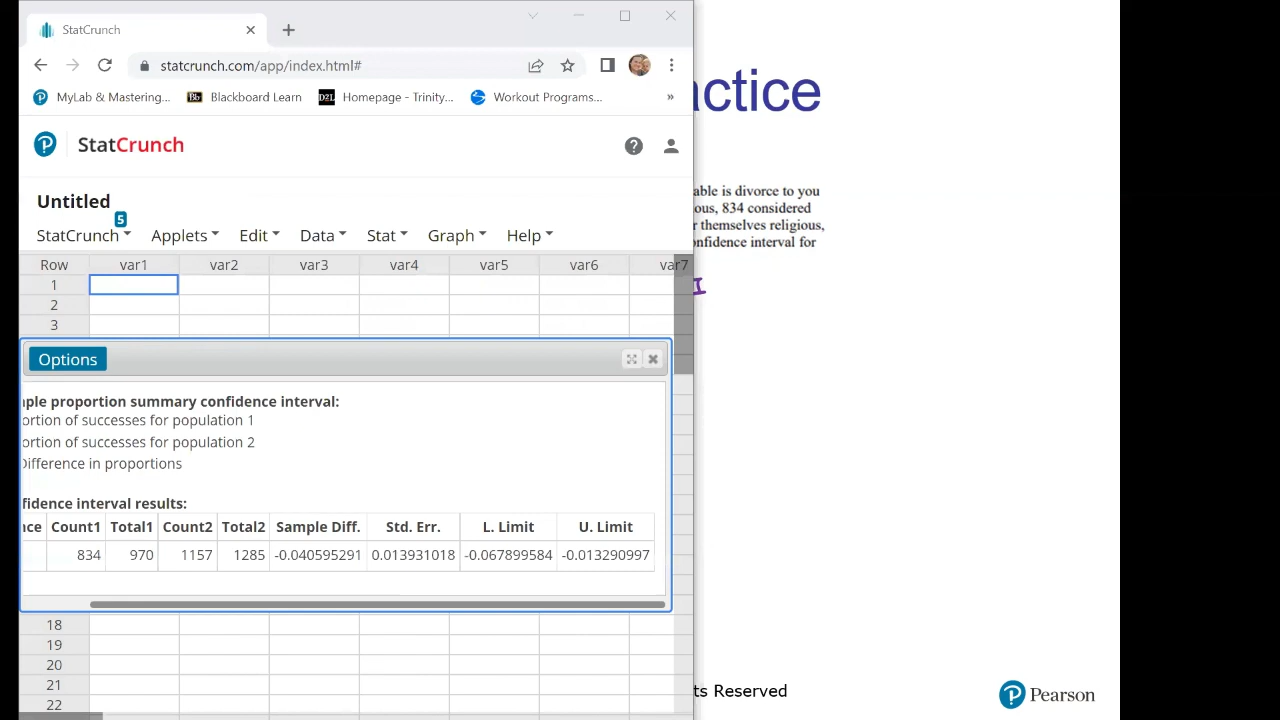 StatCrunch
statcrunch.com/app/index.html#
MyLab & Mastering...
Blackboard Learn
Homepage - Trinity...
Workout Programs...
»
StatCrunch
Untitled
5
StatCrunch Applets Edit Data Stat Graph Help
Row var1 var2 var3 var4 var5 var6 var7
1
2
3
Options
ple proportion summary confidence interval:
ortion of successes for population 1
ortion of successes for population 2
Difference in proportions
fidence interval results:
nce Count1 Total1 Count2 Total2 Sample Diff. Std. Err. L. Limit U. Limit
834 970 1157 1285 -0.040595291 0.013931018 -0.067899584 -0.013290997
18
19
20
21
22
actice
able is divorce to you
ous, 834 considered
r themselves religious,
nfidence interval for
I
ts Reserved
P Pearson